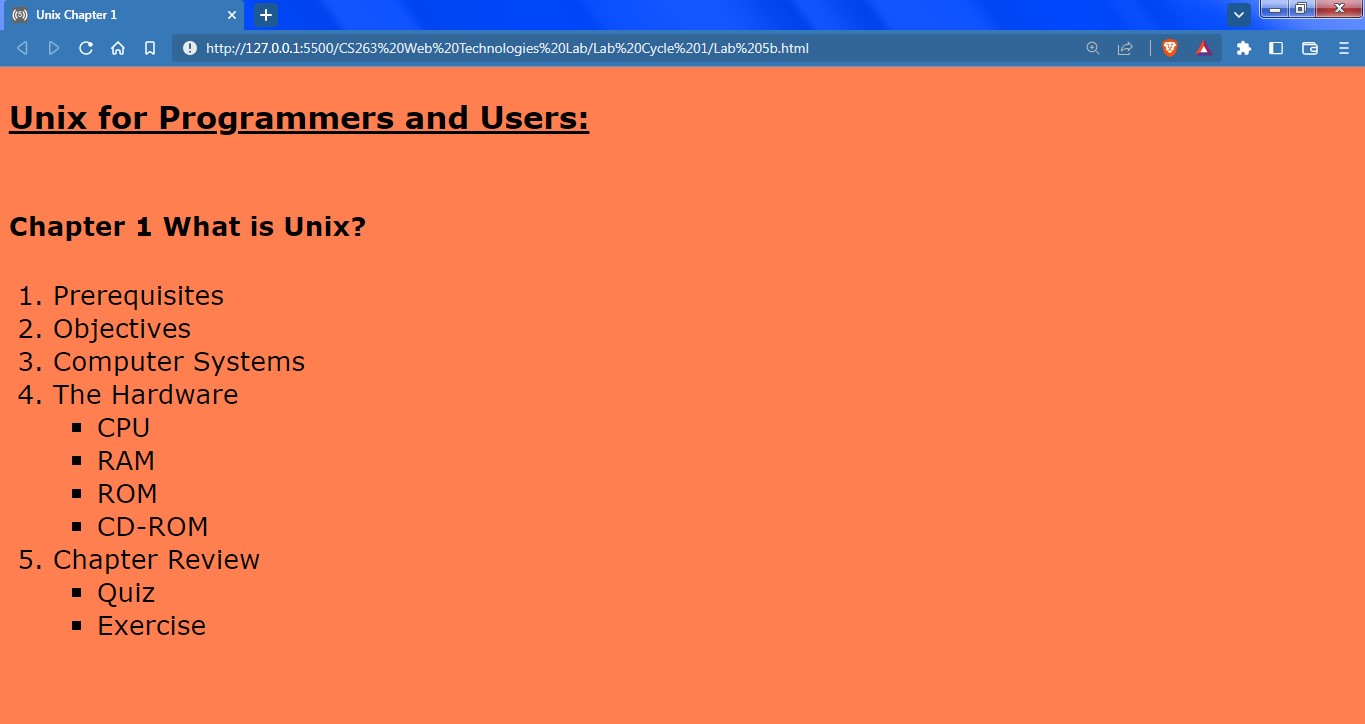 Unix Chapter 1
http://127.0.0.1:5500/CS263%20Web%20Technologies%20Lab/Lab%20Cycle%201/Lab%205b.html
Unix for Programmers and Users:
Chapter 1 What is Unix?
1. Prerequisites
2. Objectives
3. Computer Systems
4. The Hardware
▪ CPU
▪ RAM
▪ ROM
▪ CD-ROM
5. Chapter Review
▪ Quiz
▪ Exercise